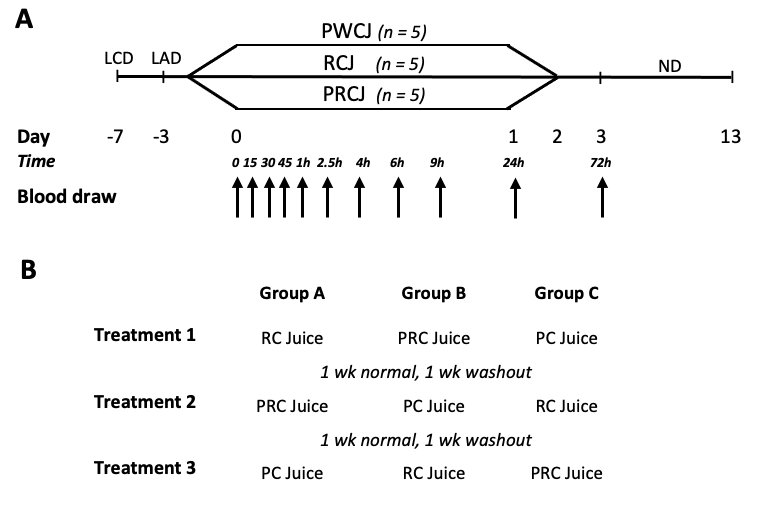 A
PWCJ (n = 5)
LCD LAD RCJ (n = 5) ND
PRCJ (n = 5)
Day -7 -3 0 1 2 3 13
Time 0 15 30 45 1h 2.5h 4h 6h 9h 24h 72h
Blood draw
B
Group A Group B Group C
Treatment 1 RC Juice PRC Juice PC Juice
1 wk normal, 1 wk washout
Treatment 2 PRC Juice PC Juice RC Juice
1 wk normal, 1 wk washout
Treatment 3 PC Juice RC Juice PRC Juice